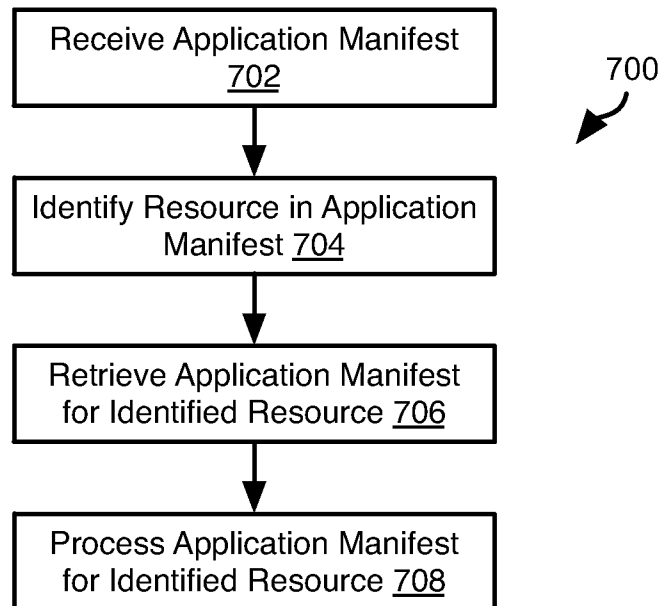 Receive Application Manifest
702
700
Identify Resource in Application
Manifest 704
Retrieve Application Manifest
for Identified Resource 706
Process Application Manifest
for Identified Resource 708